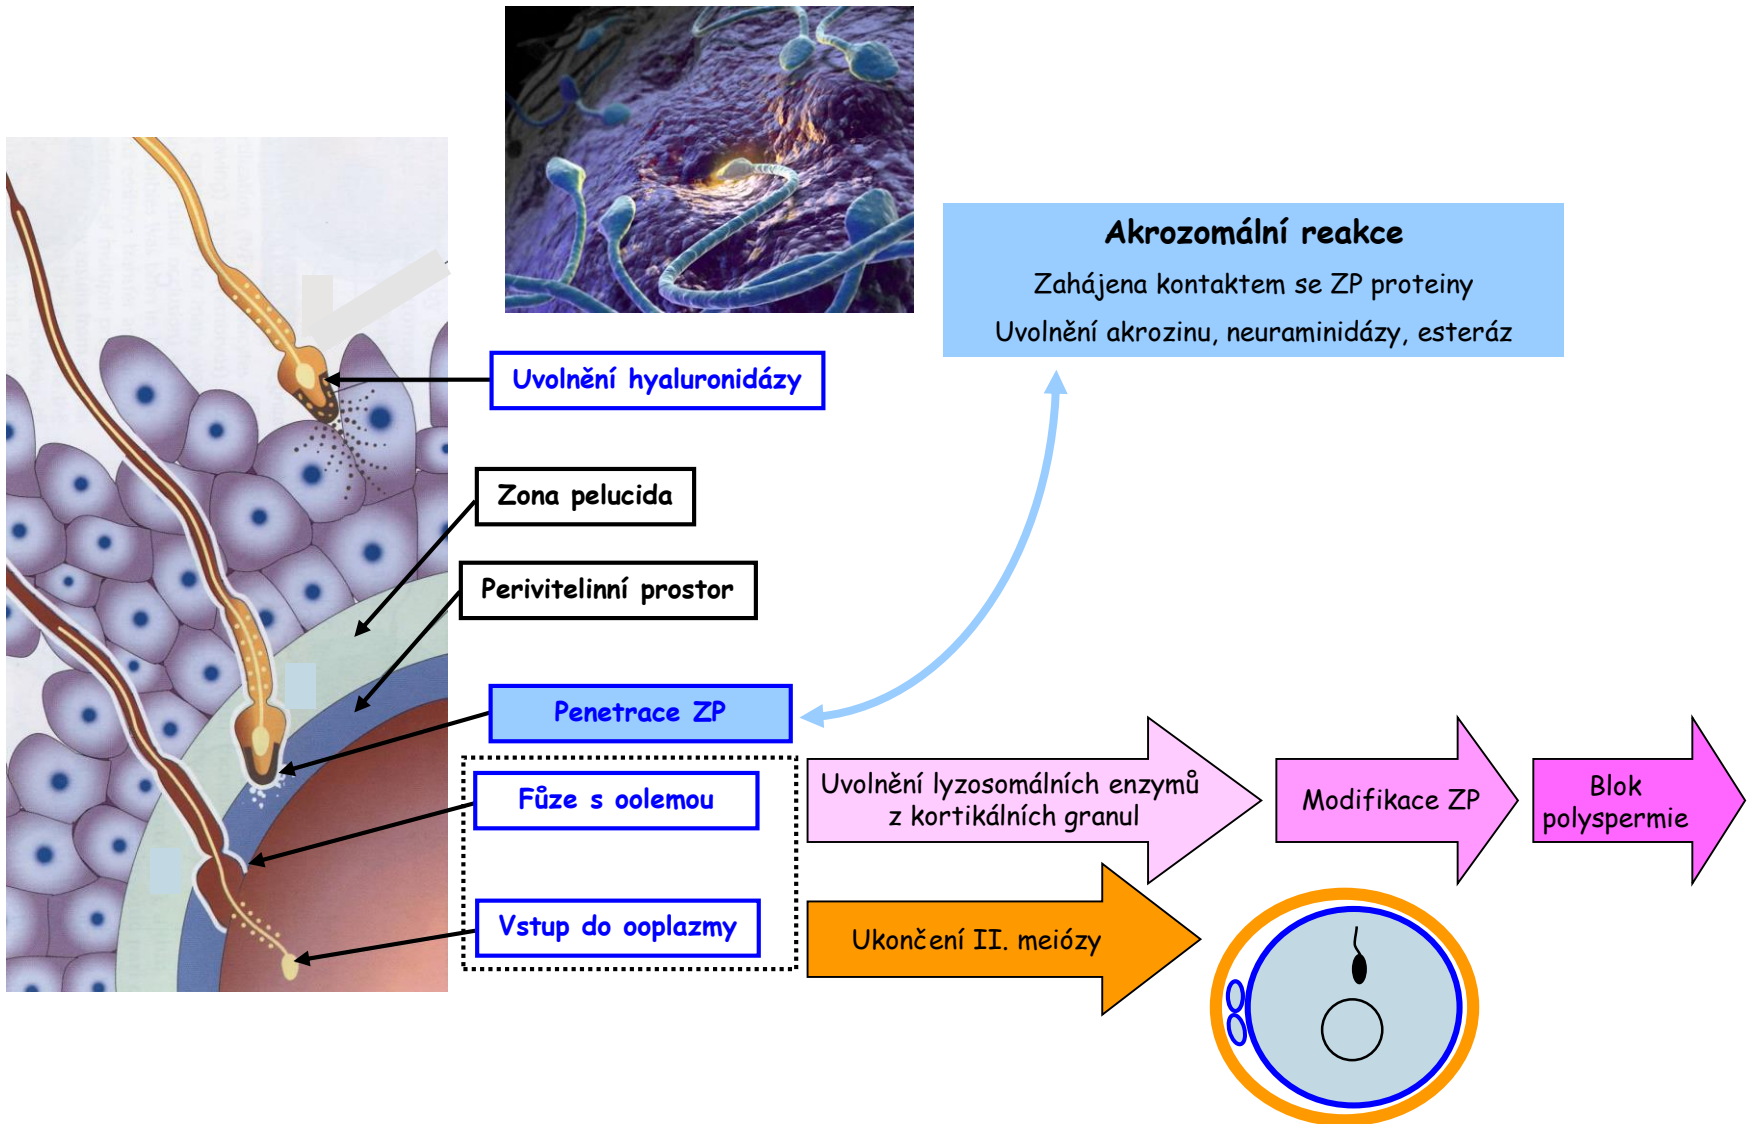 Akrozomální reakce
Zahájena kontaktem se ZP proteiny
Uvolnění akrozinu, neuraminidázy, esteráz
Uvolnění hyaluronidázy
Zona pelucida
Perivitelinní prostor
Penetrace ZP
Fůze s oolemou
Vstup do ooplazmy
Uvolnění lyzosomálních enzymů
z kortikálních granul
Modifikace ZP
Blok
polyspermie
Ukončení II. meiózy